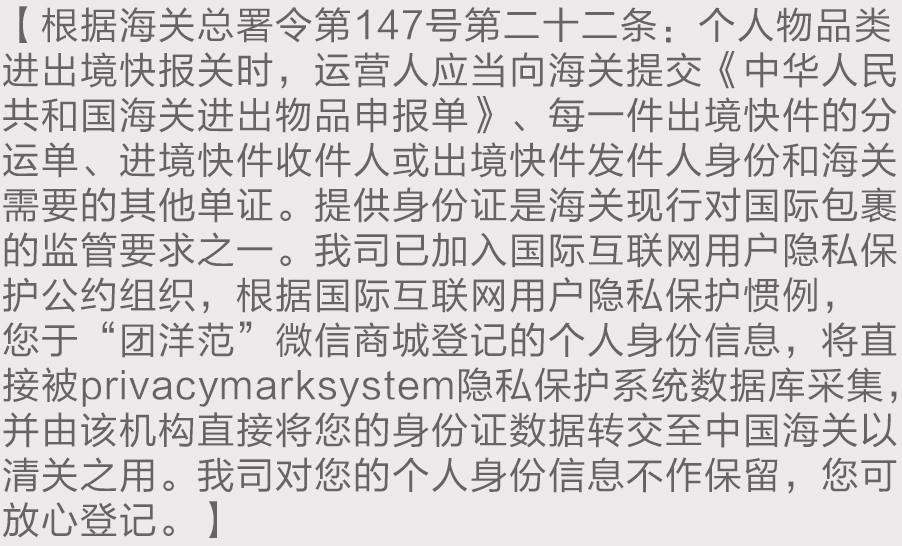 【 根据海关总署令第147号第二十二条：个人物品类
进出境快报关时，运营人应当向海关提交《中华人民
共和国海关进出物品申报单》、每一件出境快件的分
运单、进境快件收件人或出境快件发件人身份和海关
需要的其他单证。提供身份证是海关现行对国际包裹
的监管要求之一。我司已加入国际互联网用户隐私保
护公约组织，根据国际互联网用户隐私保护惯例，
您于“团洋范”微信商城登记的个人身份信息，将直
接被privacymarksystem隐私保护系统数据库采集，
并由该机构直接将您的身份证数据转交至中国海关以
清关之用。我司对您的个人身份信息不作保留，您可
放心登记。】